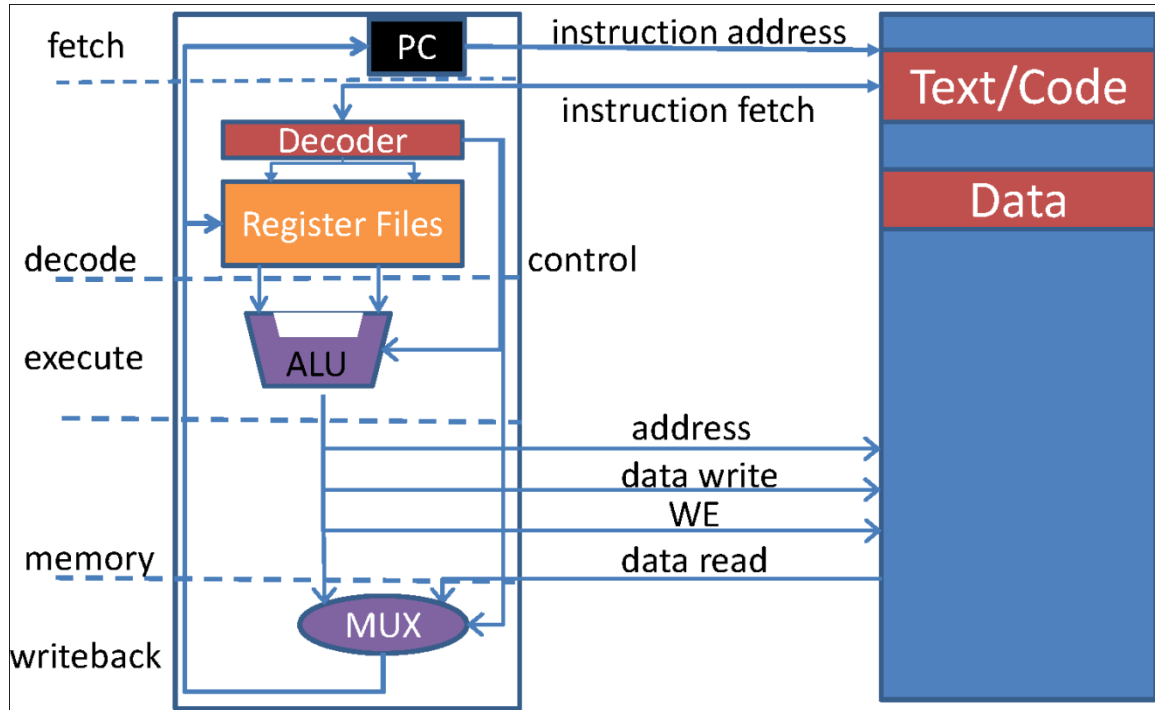 fetch
PC
instruction address
Text/Code
instruction fetch
Decoder
Data
Register Files
decode
control
execute
ALU
address
data write
WE
memory
data read
MUX
writeback